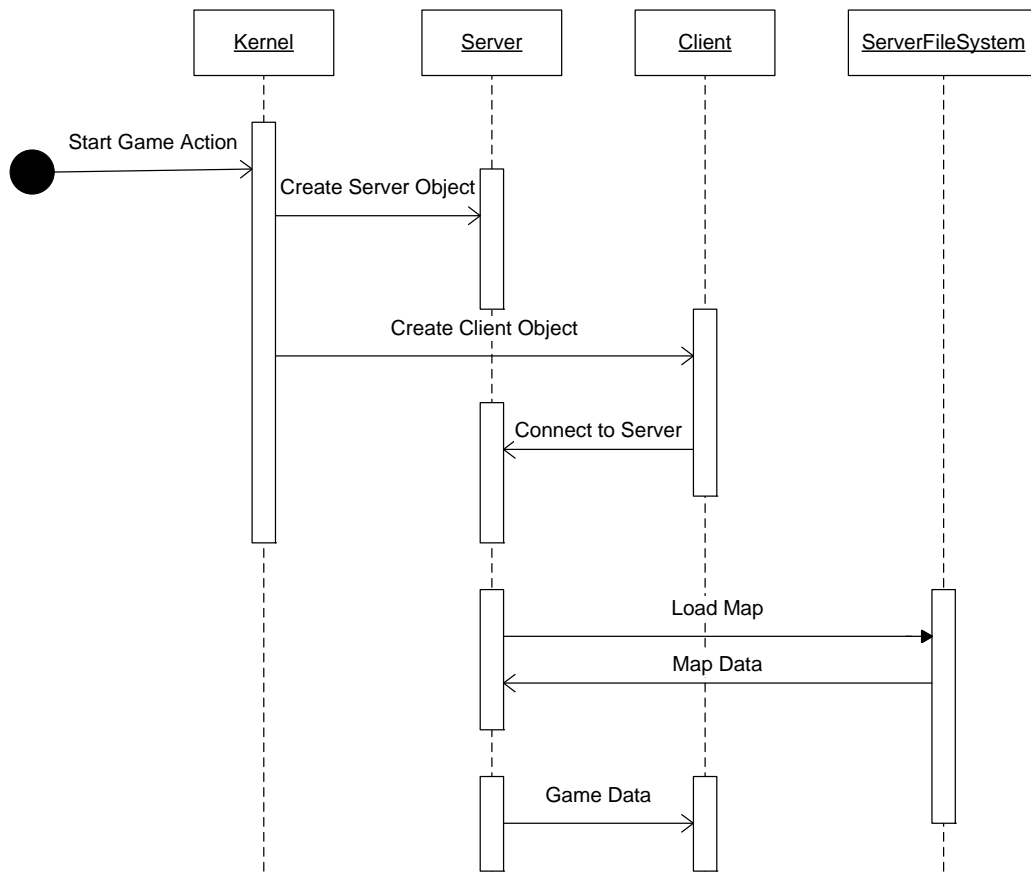 Kernel
Server
Client
ServerFileSystem
Start Game Action
Create Server Object
Create Client Object
Connect to Server
Load Map
Map Data
Game Data